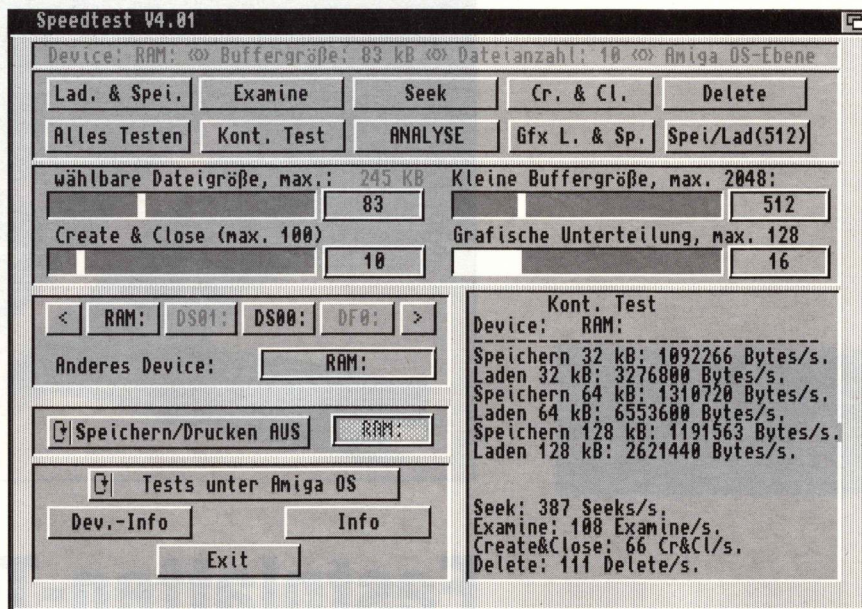 Speedtest V4.01
Device: RAM: <O> Buffergröße: 83 kB <O> Dateianzahl: 10 <O> Amiga OS-Ebene
Lad. & Spei. Examine Seek Cr. & Cl. Delete
Alles Testen Kont. Test ANALYSE Gfx L. & Sp. Spei/Lad(512)
wählbare Dateigröße, max.: 245 KB Kleine Buffergröße, max. 2048:
83 512
Create & Close (max. 100) Grafische Unterteilung, max. 128
10 16
< RAM: DS01: DS00: DF0: >
Anderes Device: RAM:
Speichern/Drucken AUS RAM:
Tests unter Amiga OS
Dev.-Info Info
Exit
Kont. Test
Device: RAM:
Speichern 32 kB: 1092266 Bytes/s.
Laden 32 kB: 3276800 Bytes/s.
Speichern 64 kB: 1310720 Bytes/s.
Laden 64 kB: 6553600 Bytes/s.
Speichern 128 kB: 1191563 Bytes/s.
Laden 128 kB: 2621440 Bytes/s.
Seek: 387 Seeks/s.
Examine: 108 Examine/s.
Create&Close: 66 Cr&Cl/s.
Delete: 111 Delete/s.